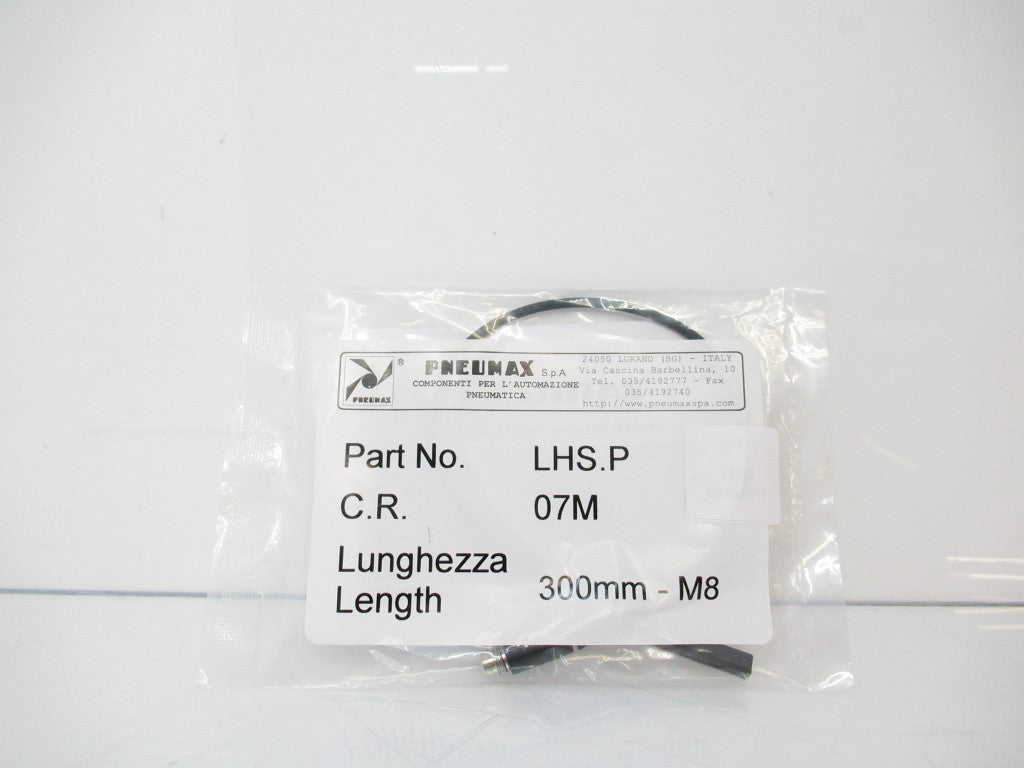 PNEUMAX
®
PNEUMAX S.p.A
COMPONENTI PER L'AUTOMAZIONE
PNEUMATICA
24050 LURANO (BG) - ITALY
Via Cascina Barbellina, 10
Tel. 035/4192777 - Fax
035/4192740
http://www.pneumaxspa.com
Part No. LHS.P
C.R. 07M
Lunghezza
Length 300mm - M8